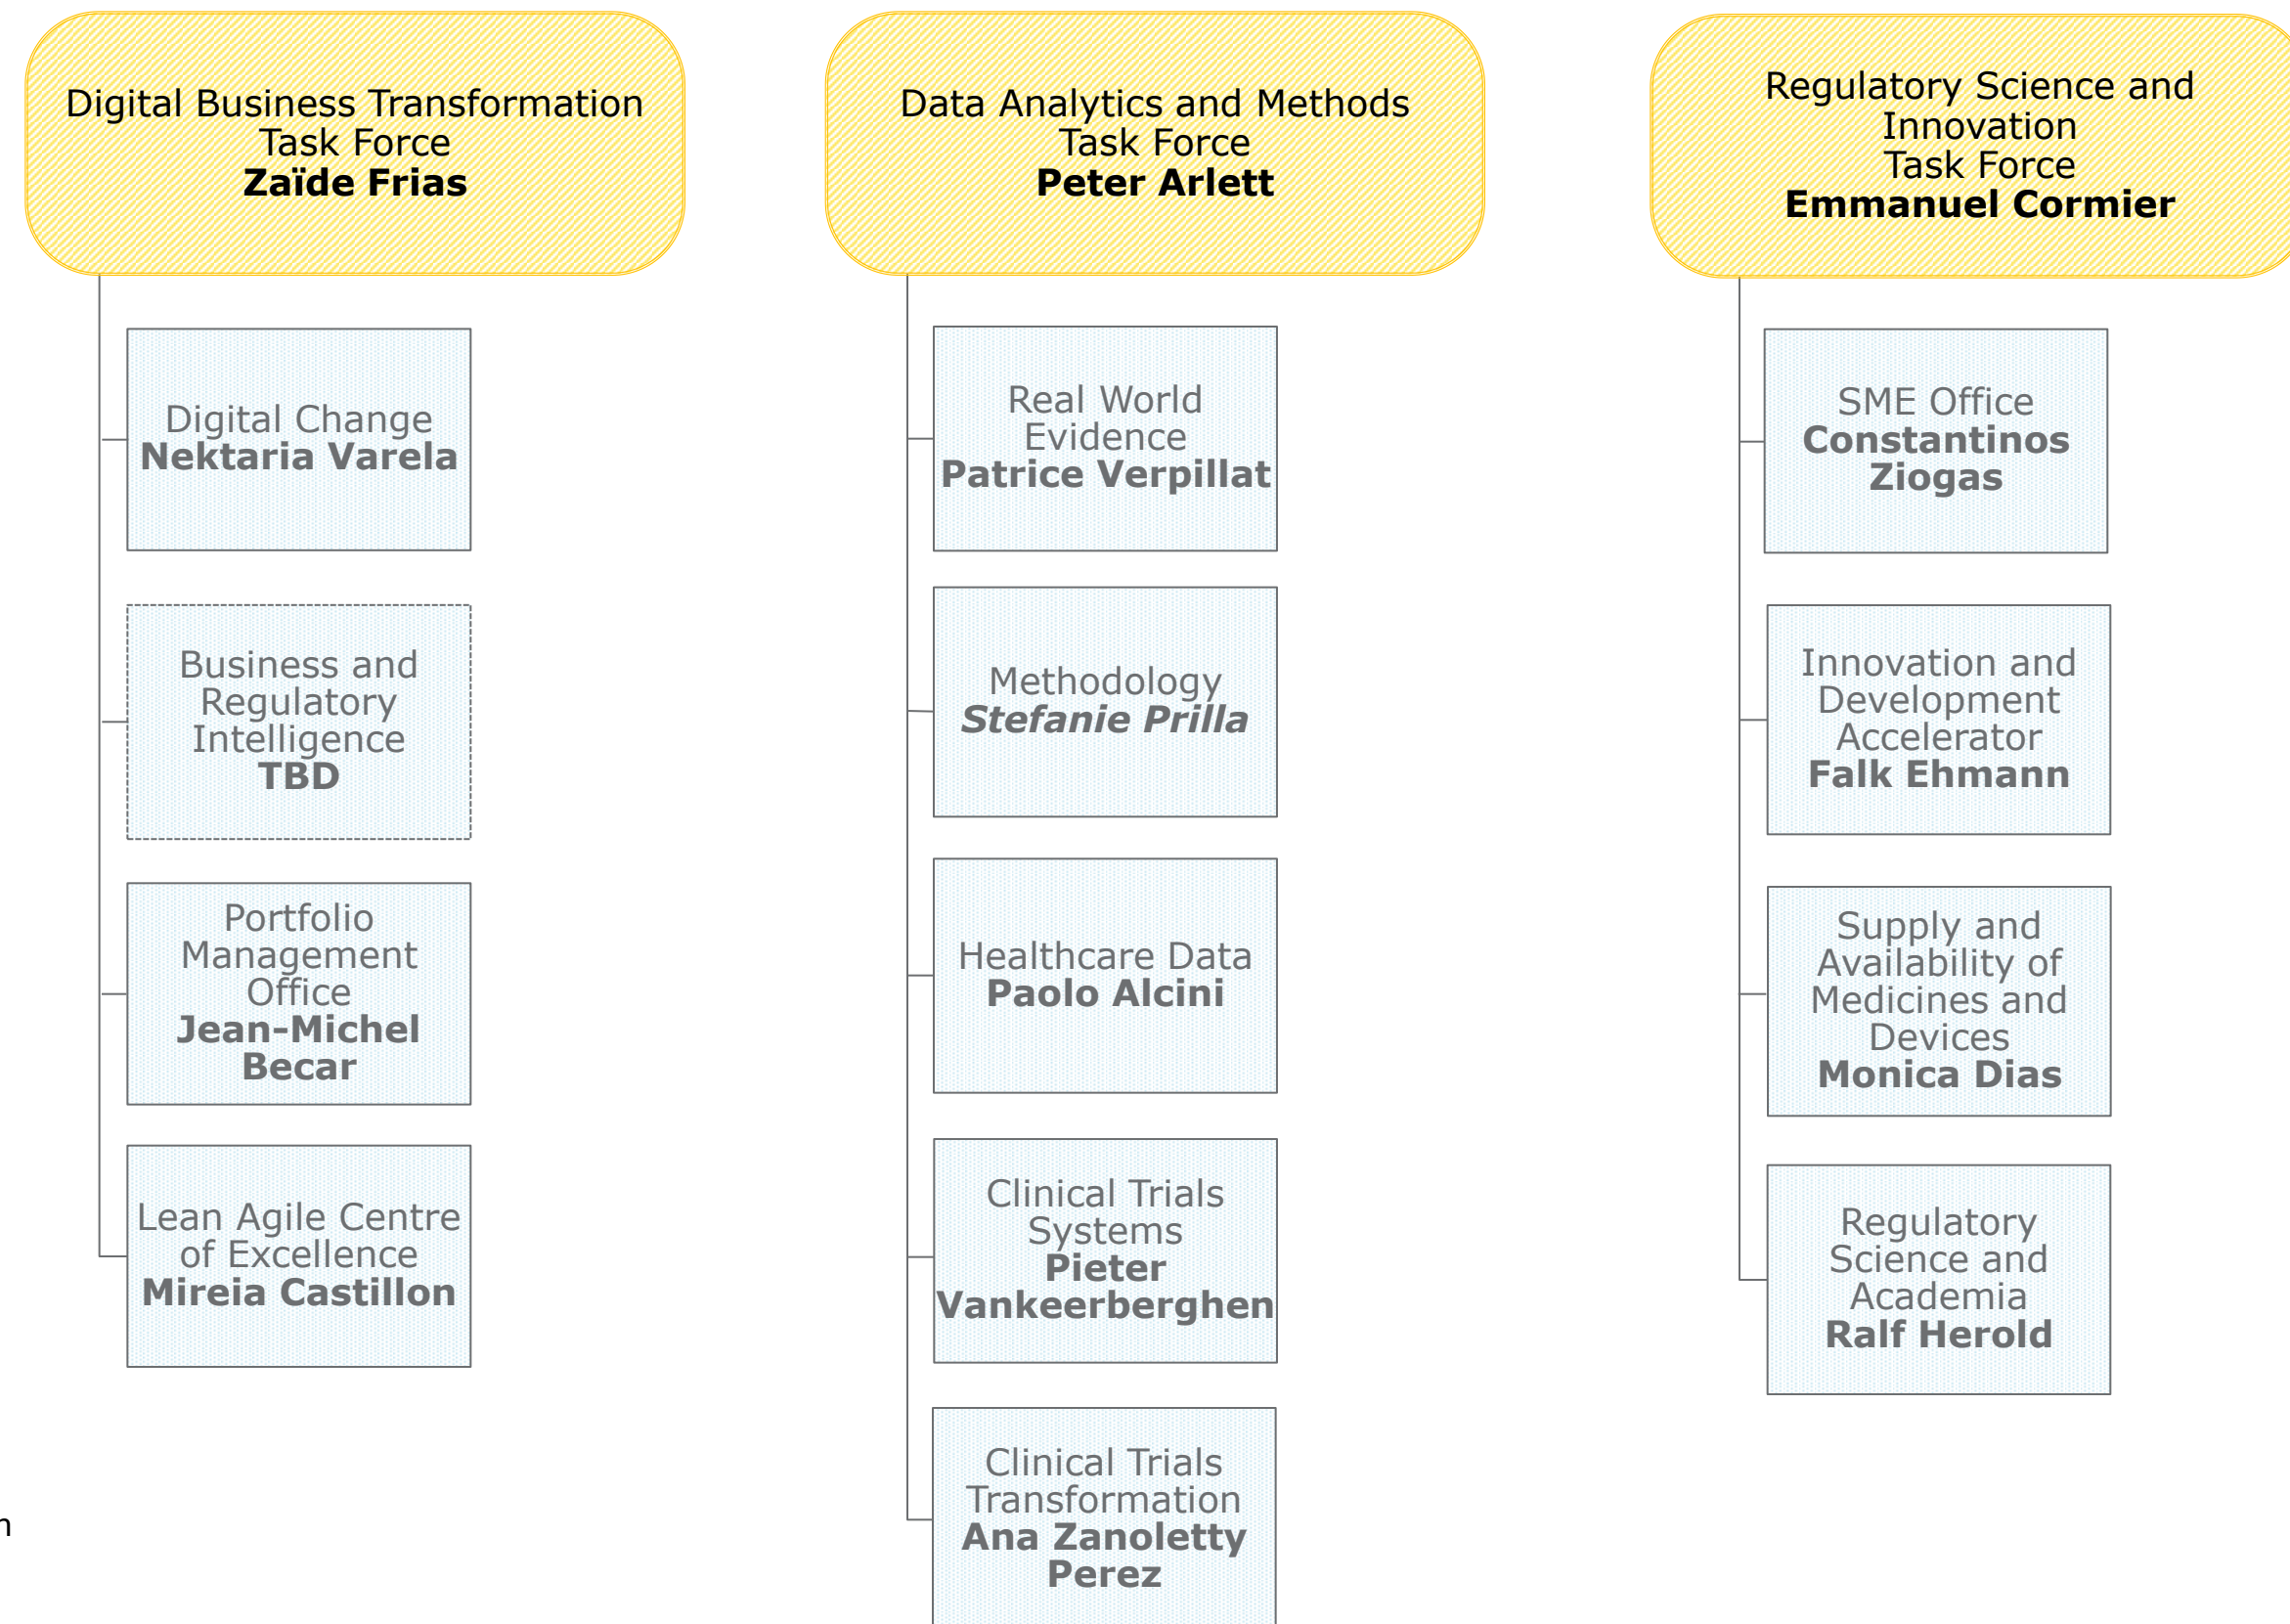 Digital Business Transformation
Task Force
Zaïde Frias
Digital Change
Nektaria Varela
Business and
Regulatory
Intelligence
TBD
Portfolio
Management
Office
Jean-Michel
Becar
Lean Agile Centre
of Excellence
Mireia Castillon
Data Analytics and Methods
Task Force
Peter Arlett
Real World
Evidence
Patrice Verpillat
Methodology
Stefanie Prilla
Healthcare Data
Paolo Alcini
Clinical Trials
Systems
Pieter
Vankeerberghen
Clinical Trials
Transformation
Ana Zanoletty
Perez
Regulatory Science and
Innovation
Task Force
Emmanuel Cormier
SME Office
Constantinos
Ziogas
Innovation and
Development
Accelerator
Falk Ehmann
Supply and
Availability of
Medicines and
Devices
Monica Dias
Regulatory
Science and
Academia
Ralf Herold